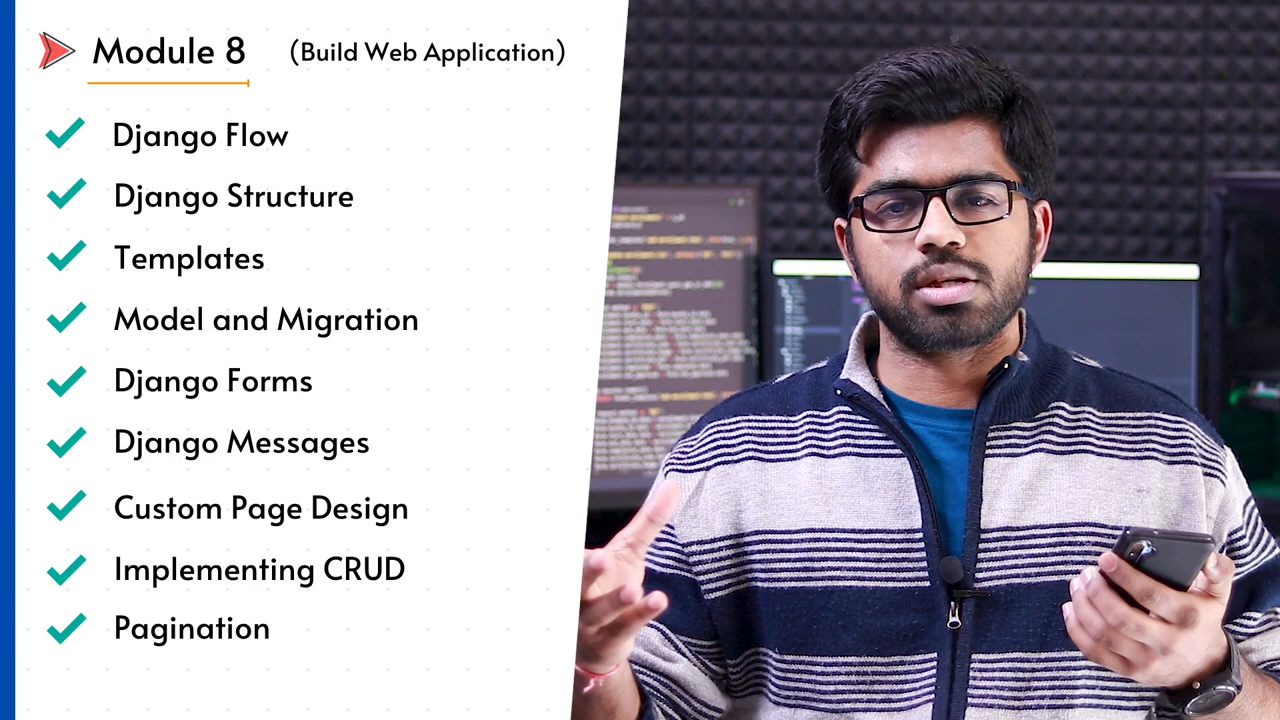 Module 8 (Build Web Application)
Django Flow
Django Structure
Templates
Model and Migration
Django Forms
Django Messages
Custom Page Design
Implementing CRUD
Pagination